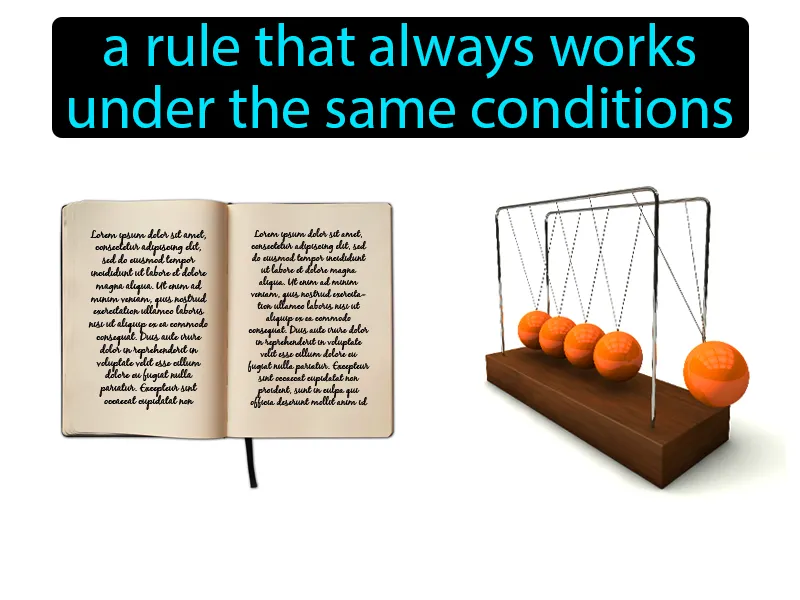 a rule that always works
under the same conditions
Lorem ipsum dolor sit amet,
consectetur adipiscing elit,
sed do eiusmod tempor
incididunt ut labore et dolore
magna aliqua. Ut enim ad
minim veniam, quis nostrud
exercitation ullamco laboris
nisi ut aliquip ex ea commodo
consequat. Duis aute irure
dolor in reprehenderit in
voluptate velit esse cillum
dolore eu fugiat nulla
pariatur. Excepteur sint
occaecat cupidatat non
Lorem ipsum dolor sit amet,
consectetur adipiscing elit, sed
do eiusmod tempor incididunt
ut labore et dolore magna
aliqua. Ut enim ad minim
veniam, quis nostrud exercita-
tion ullamco laboris nisi ut
aliquip ex ea commodo
consequat. Duis aute irure dolor
in reprehenderit in voluptate
velit esse cillum dolore eu
fugiat nulla pariatur. Excepteur
sint occaecat cupidatat non
proident, sunt in culpa qui
officia deserunt mollit anim id